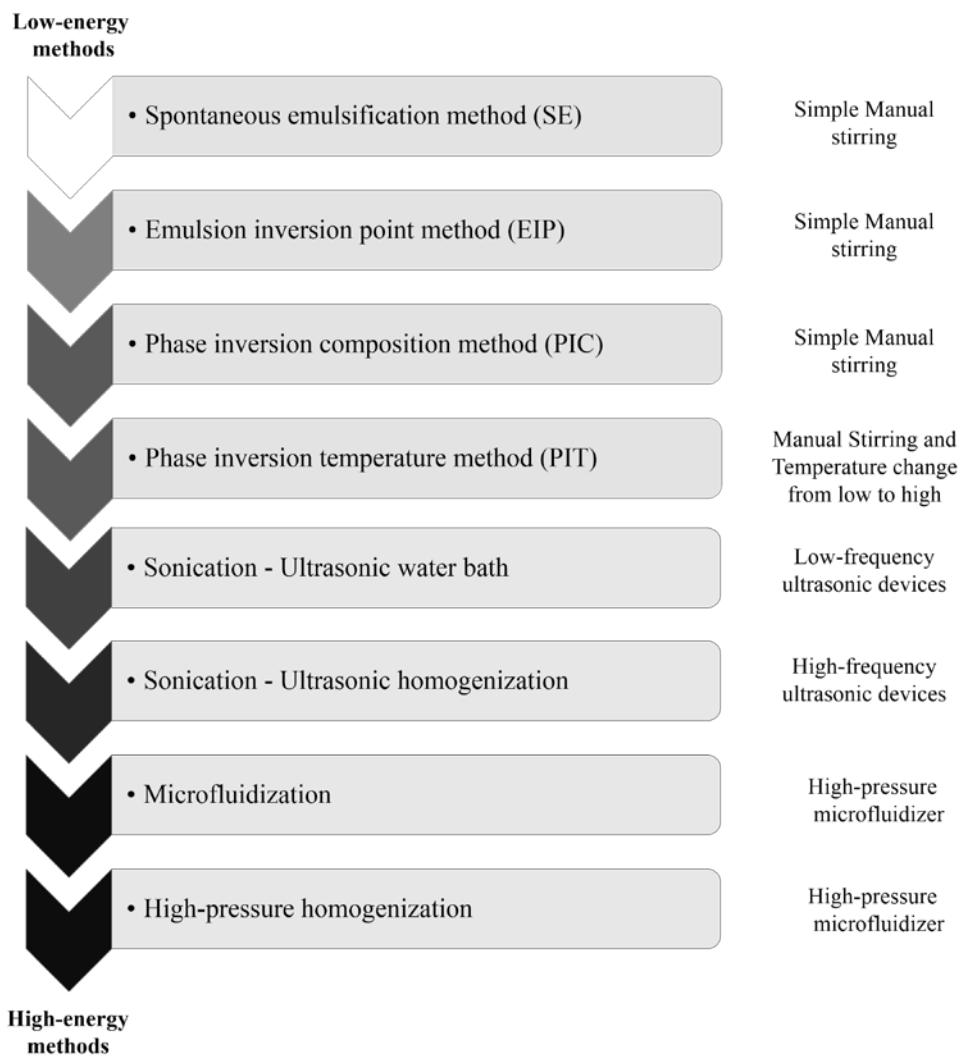 Low-energy
methods
• Spontaneous emulsification method (SE)
Simple Manual
stirring
• Emulsion inversion point method (EIP)
Simple Manual
stirring
• Phase inversion composition method (PIC)
Simple Manual
stirring
• Phase inversion temperature method (PIT)
Manual Stirring and
Temperature change
from low to high
• Sonication - Ultrasonic water bath
Low-frequency
ultrasonic devices
• Sonication - Ultrasonic homogenization
High-frequency
ultrasonic devices
• Microfluidization
High-pressure
microfluidizer
• High-pressure homogenization
High-pressure
microfluidizer
High-energy
methods